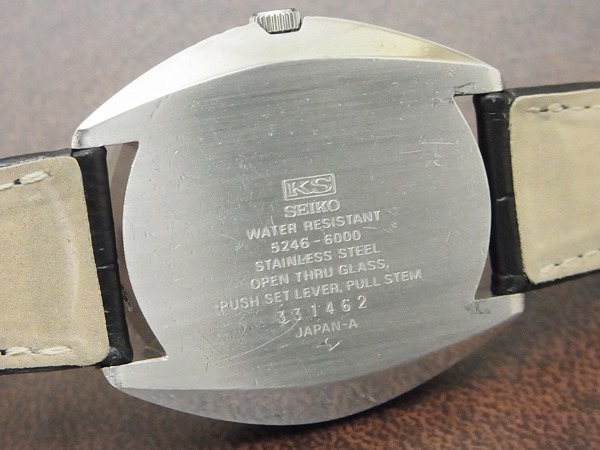 KS
SEIKO
WATER RESISTANT
5246-6000
STAINLESS STEEL
OPEN THRU GLASS,
PUSH SET LEVER, PULL STEM
331462
JAPAN-A